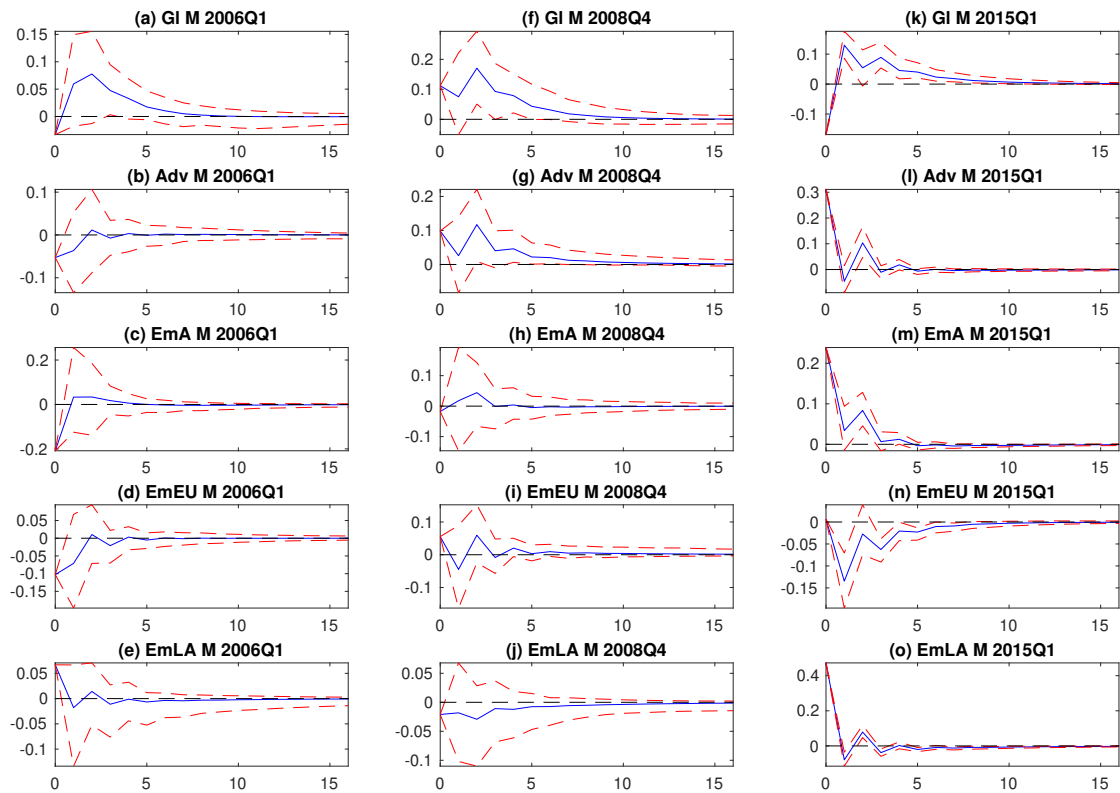 (a) Gl M 2006Q1
0.15
0.1
0.05
0
0 5 10 15
(f) Gl M 2008Q4
0.2
0.1
0
0 5 10 15
(k) Gl M 2015Q1
0.1
0
-0.1
0 5 10 15
(b) Adv M 2006Q1
0.1
0
-0.1
0 5 10 15
(g) Adv M 2008Q4
0.2
0.1
0
0 5 10 15
(l) Adv M 2015Q1
0.3
0.2
0.1
0
0 5 10 15
(c) EmA M 2006Q1
0.2
0
-0.2
0 5 10 15
(h) EmA M 2008Q4
0.1
0
-0.1
0 5 10 15
(m) EmA M 2015Q1
0.2
0.1
0
0 5 10 15
(d) EmEU M 2006Q1
0.05
0
-0.05
-0.1
-0.15
0 5 10 15
(i) EmEU M 2008Q4
0.1
0
-0.1
0 5 10 15
(n) EmEU M 2015Q1
0
-0.05
-0.1
-0.15
0 5 10 15
(e) EmLA M 2006Q1
0.05
0
-0.05
-0.1
0 5 10 15
(j) EmLA M 2008Q4
0.05
0
-0.05
-0.1
0 5 10 15
(o) EmLA M 2015Q1
0.4
0.2
0
0 5 10 15